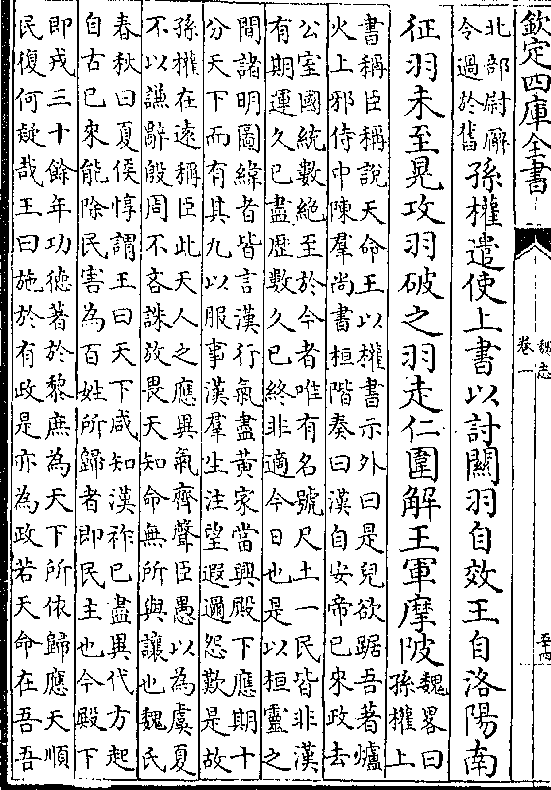 欽定四庫全書
魏志
卷一
五十四
北部尉廨
令過於舊
孫權遣使上書以討關羽自效王自洛陽南
征羽未至晃攻羽破之羽走仁圍解王軍摩陂
魏畧曰
孫權上
書稱臣稱說天命王以權書示外曰是兒欲踞吾著爐
火上邪侍中陳羣尚書桓階奏曰漢自安帝已來政去
公室國統數絕至於今者唯有名號尺土一民皆非漢
有期運久已盡歷數久已終非適今日也是以桓靈之
間諸明圖緯者皆言漢行氣盡黃家當興殿下應期十
分天下而有其九以服事漢羣生注望遐邇怨歎是故
孫權在遠稱臣此天人之應異氣齊聲臣愚以為虞夏
不以謙辭殷周不吝誅放畏天知命無所與讓也魏氏
春秋曰夏侯惇謂王曰天下咸知漢祚已盡異代方起
自古已來能除民害為百姓所歸者即民主也今殿下
即戎三十餘年功德著於黎庶為天下所依歸應天順
民復何疑哉王曰施於有政是亦為政若天命在吾吾